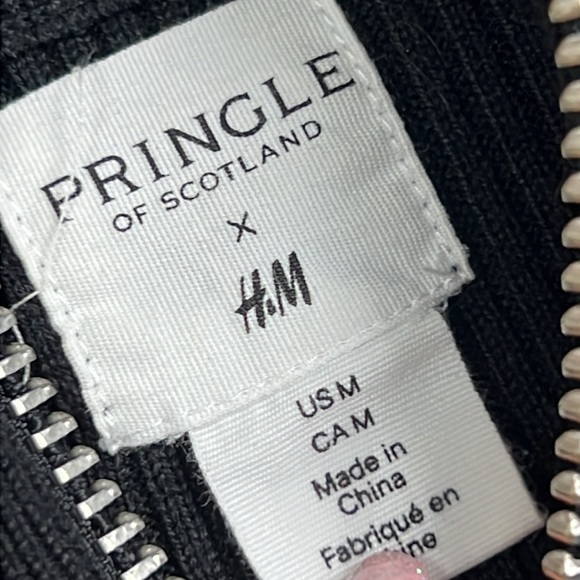 PRINGLE
OF SCOTLAND
X
H&M
US M
CA M
Made in
China
Fabriqué en